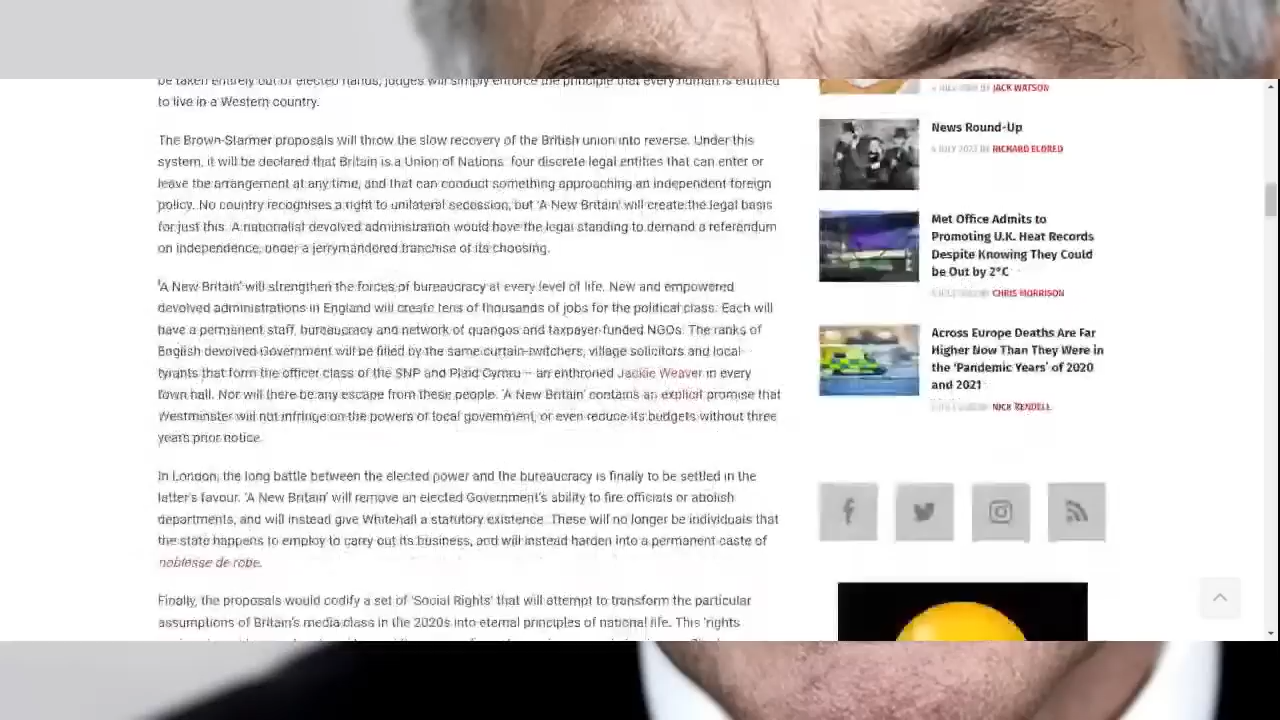 be taken entirely out of elected hands; judges will simply enforce the principle that every human is entitled
to live in a Western country.
The Brown-Starmer proposals will throw the slow recovery of the British union into reverse. Under this
system, it will be declared that Britain is a Union of Nations: four discrete legal entities that can enter or
leave the arrangement at any time, and that can conduct something approaching an independent foreign
policy. No country recognises a right to unilateral secession, but 'A New Britain' will create the legal basis
for just this. A nationalist devolved administration would have the legal standing to demand a referendum
on independence, under a jerrymandered franchise of its choosing.
'A New Britain' will strengthen the forces of bureaucracy at every level of life. New and empowered
devolved administrations in England will create tens of thousands of jobs for the political class. Each will
have a permanent staff, bureaucracy and network of quangos and taxpayer-funded NGOs. The ranks of
English devolved Government will be filled by the same curtain-twitchers, village solicitors and local
tyrants that form the officer class of the SNP and Plaid Cymru – an enthroned Jackie Weaver in every
town hall. Nor will there be any escape from these people. 'A New Britain' contains an explicit promise that
Westminster will not infringe on the powers of local government, or even reduce its budgets without three
years prior notice.
In London, the long battle between the elected power and the bureaucracy is finally to be settled in the
latter's favour. 'A New Britain' will remove an elected Government's ability to fire officials or abolish
departments, and will instead give Whitehall a statutory existence. These will no longer be individuals that
the state happens to employ to carry out its business, and will instead harden into a permanent caste of
noblesse de robe.
Finally, the proposals would codify a set of 'Social Rights' that will attempt to transform the particular
assumptions of Britain's media class in the 2020s into eternal principles of national life. This 'rights
BY JACK WATSON
News Round-Up
6 JULY 2023 BY RICHARD ELDRED
Met Office Admits to
Promoting U.K. Heat Records
Despite Knowing They Could
be Out by 2°C
CHRIS MORRISON
Across Europe Deaths Are Far
Higher Now Than They Were in
the 'Pandemic Years' of 2020
and 2021
NICK RENDELL